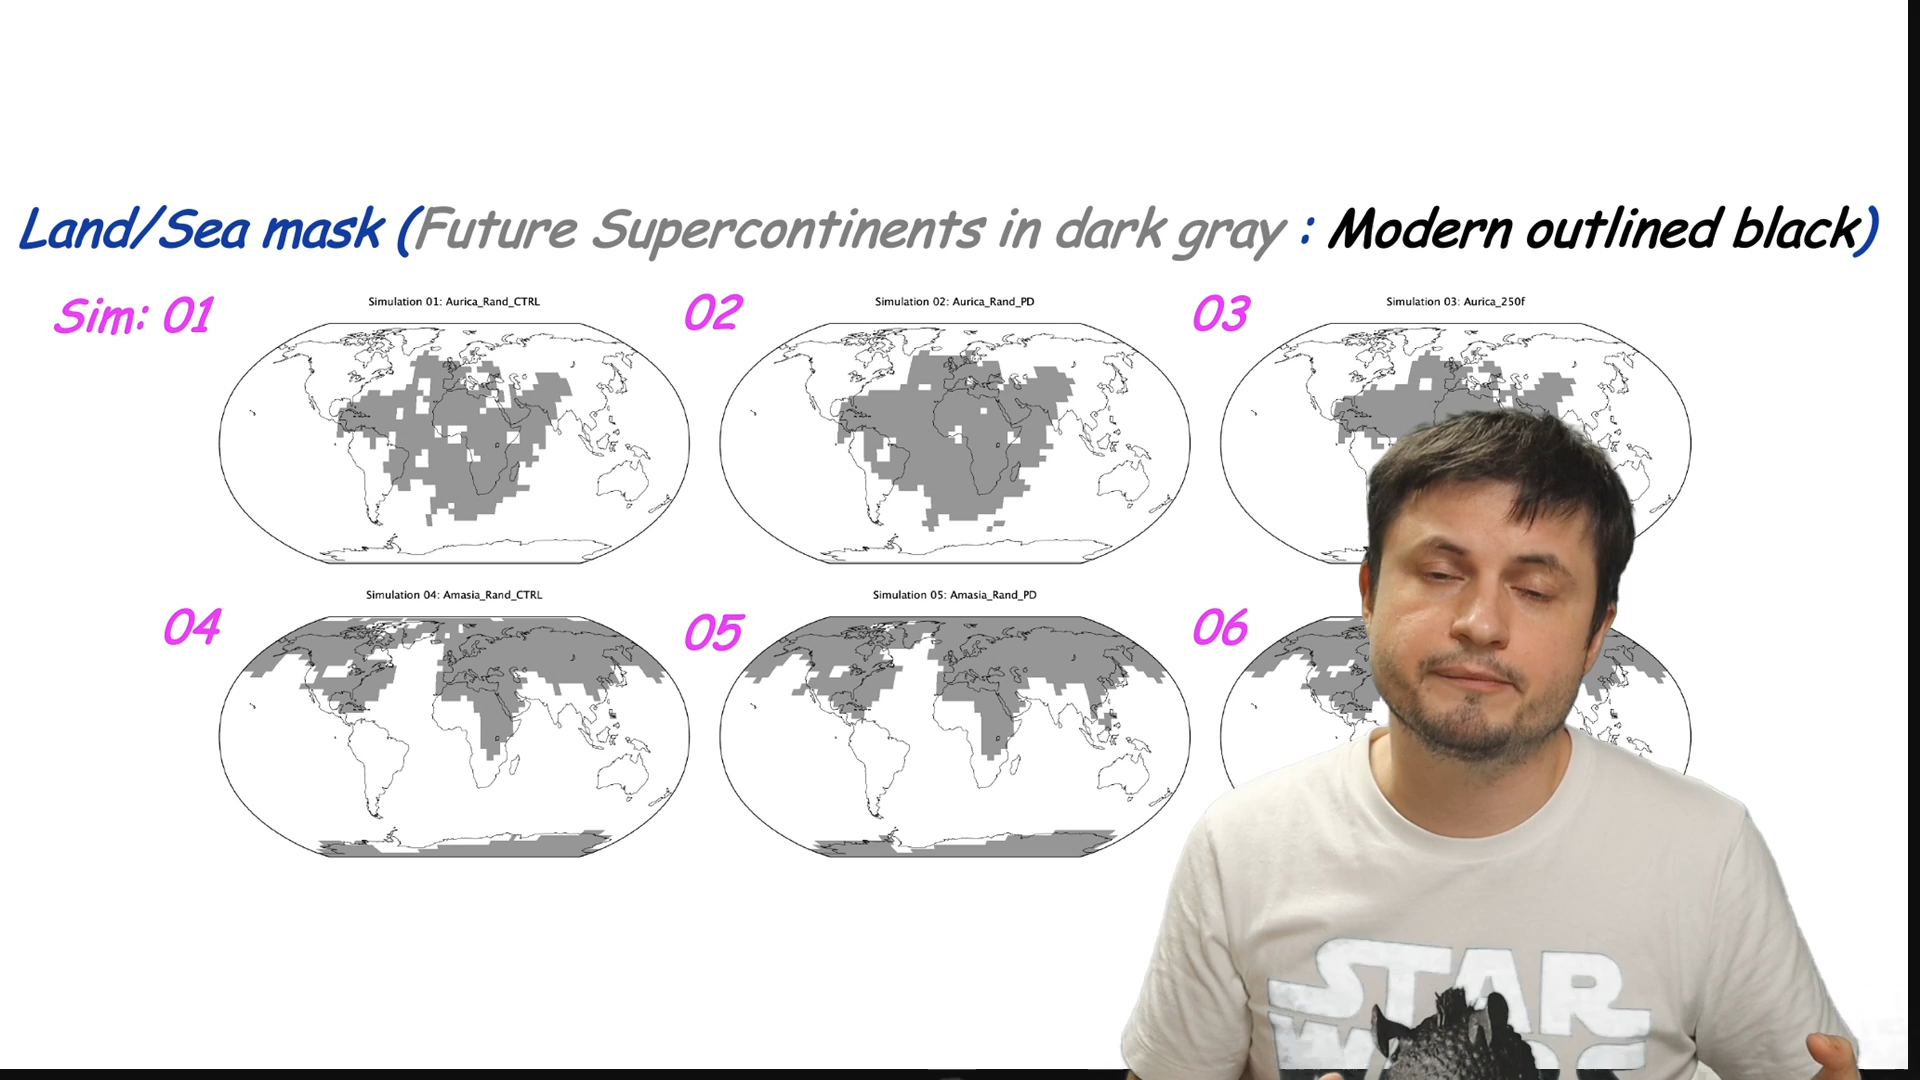 Land/Sea mask (Future Supercontinents in dark gray : Modern outlined black)
Sim: 01
Simulation 01: Aurica_Rand_CTRL
02
Simulation 02: Aurica_Rand_PD
03
Simulation 03: Aurica_250f
04
Simulation 04: Amasia_Rand_CTRL
05
Simulation 05: Amasia_Rand_PD
06
STAR